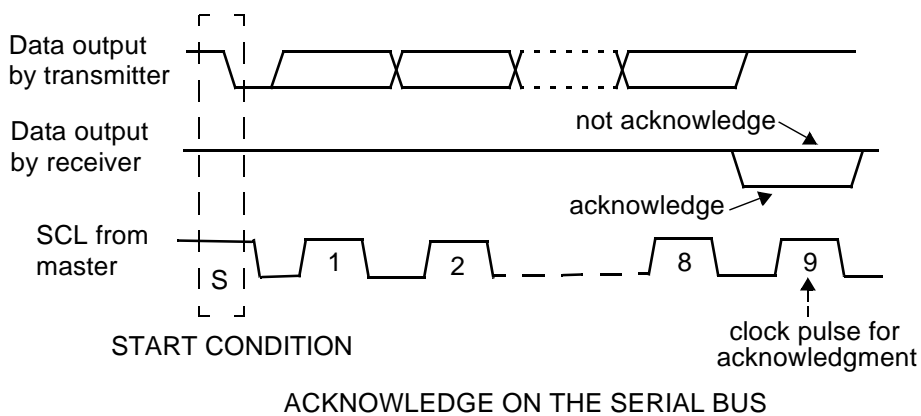 Data output
by transmitter
not acknowledge
Data output
by receiver
acknowledge
SCL from
master
S
1
2
8
9
START CONDITION
clock pulse for
acknowledgment
ACKNOWLEDGE ON THE SERIAL BUS